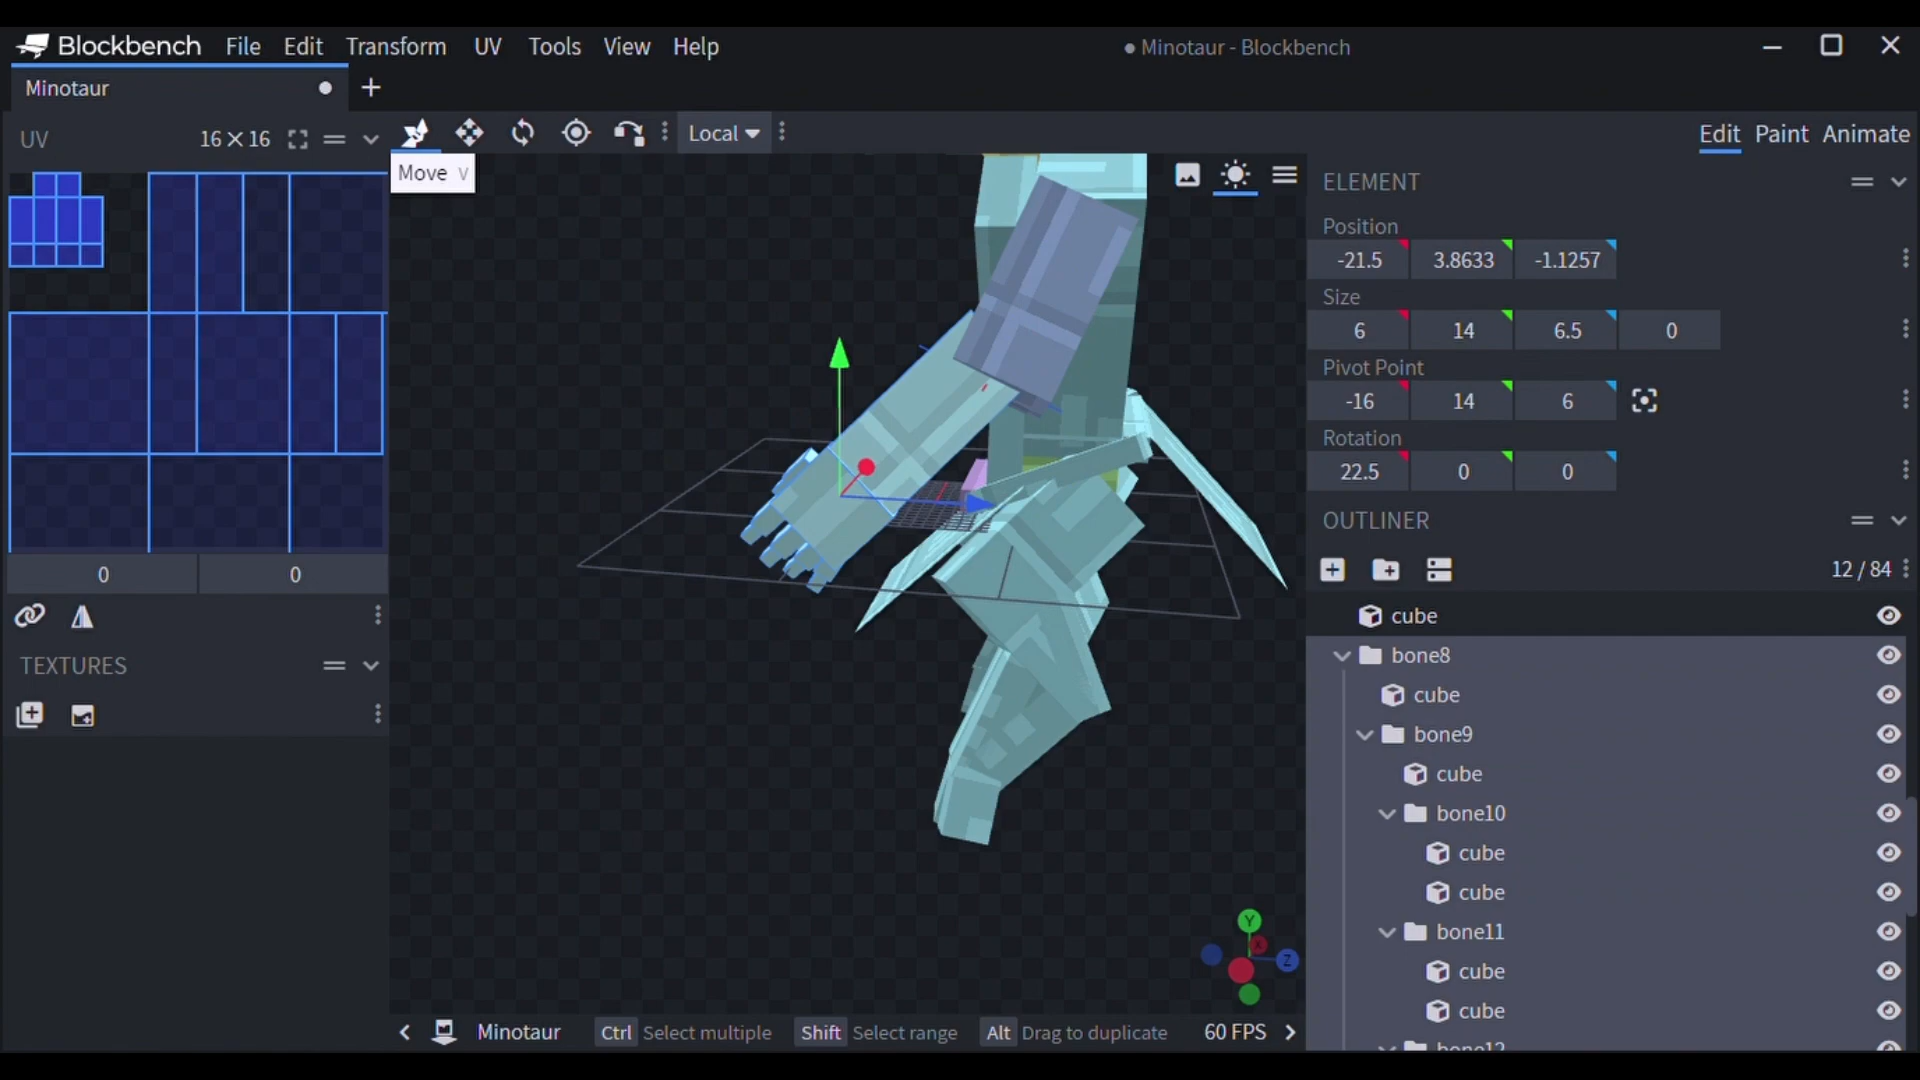 Blockbench File Edit Transform UV Tools View Help
Minotaur - Blockbench
Minotaur
UV 16×16
Local
Edit Paint Animate
Move V
ELEMENT
Position
-21.5 3.8633 -1.1257
Size
6 14 6.5 0
Pivot Point
-16 14 6
Rotation
22.5 0 0
OUTLINER
12 / 84
0 0
TEXTURES
cube
bone8
cube
bone9
cube
bone10
cube
cube
bone11
cube
cube
bone12
Y
X
Z
Minotaur Ctrl Select multiple Shift Select range Alt Drag to duplicate 60 FPS